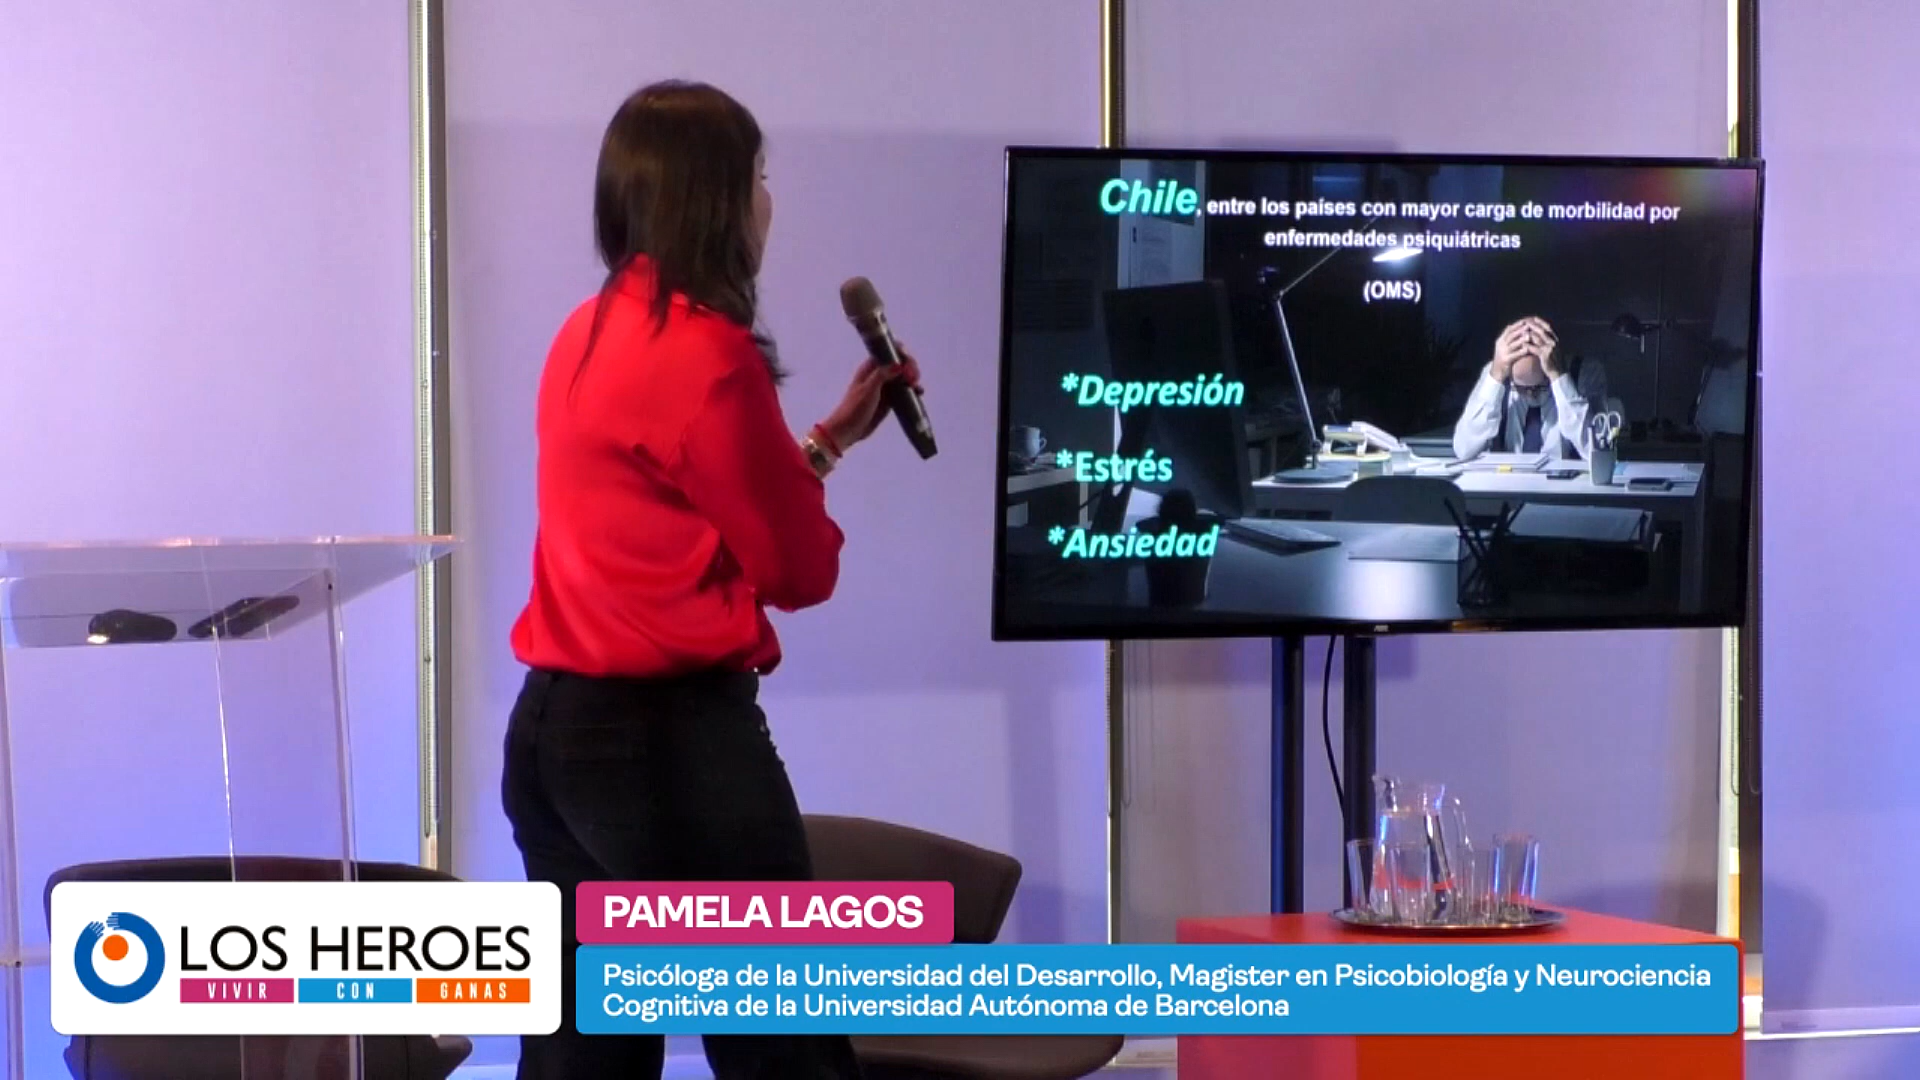 Chile, entre los países con mayor carga de morbilidad por
enfermedades psiquiátricas
(OMS)
*Depresión
*Estrés
*Ansiedad
LOS HEROES
VIVIR CON GANAS
PAMELA LAGOS
Psicóloga de la Universidad del Desarrollo, Magister en Psicobiología y Neurociencia
Cognitiva de la Universidad Autónoma de Barcelona